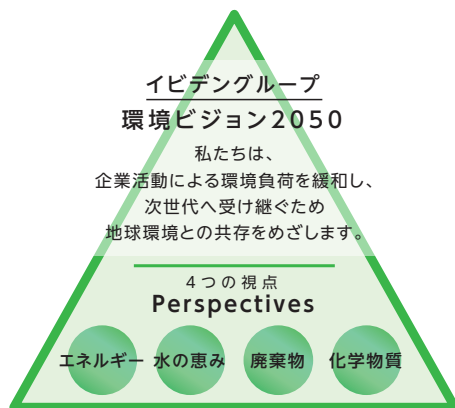 イビデングループ
環境ビジョン2050
私たちは、
企業活動による環境負荷を緩和し、
次世代へ受け継ぐため
地球環境との共存をめざします。
4つの視点
Perspectives
エネルギー 水の恵み 廃棄物 化学物質